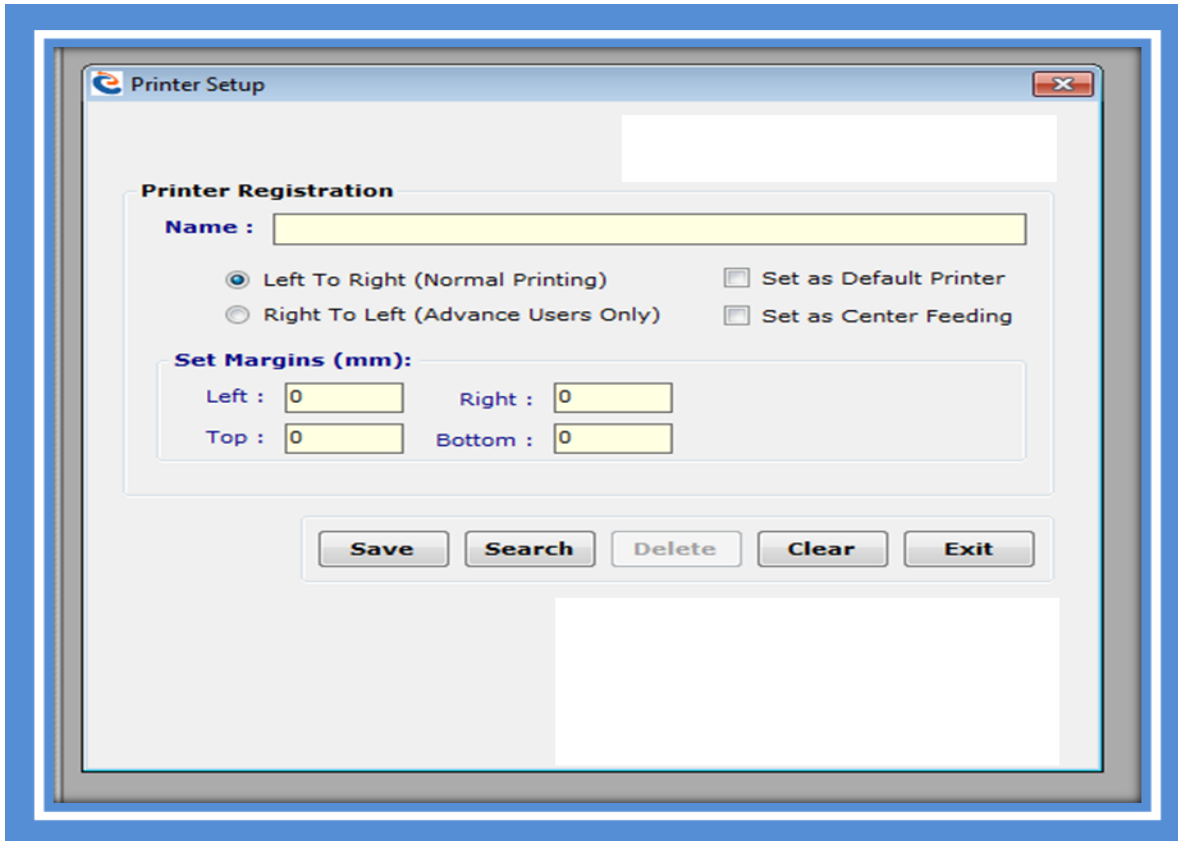 Printer Setup
Printer Registration
Name :
Left To Right (Normal Printing) Set as Default Printer
Right To Left (Advance Users Only) Set as Center Feeding
Set Margins (mm):
Left : 0 Right : 0
Top : 0 Bottom : 0
Save Search Delete Clear Exit